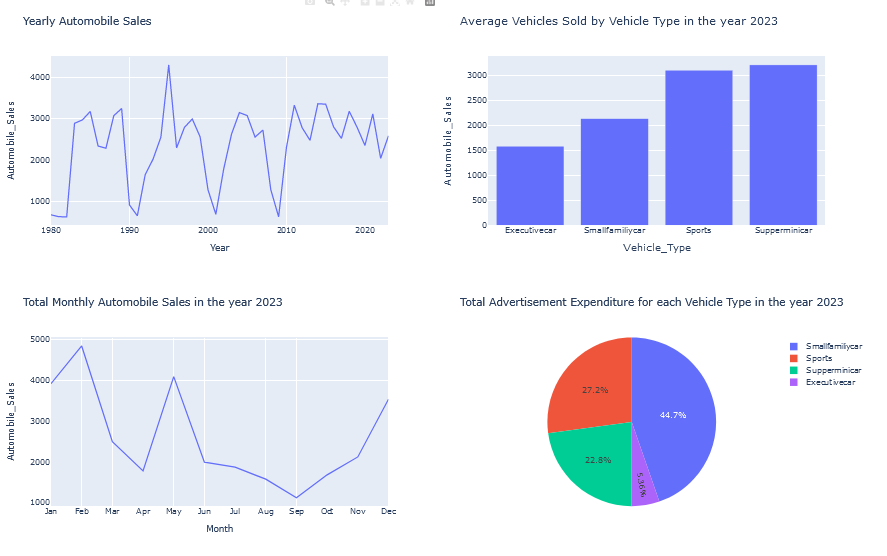 Yearly Automobile Sales
Automobile_Sales
4000
3000
2000
1000
1980
1990
2000
2010
2020
Year
Average Vehicles Sold by Vehicle Type in the year 2023
Automobile_Sales
3000
2500
2000
1500
1000
500
0
Executivecar
Smallfamiliycar
Sports
Supperminicar
Vehicle_Type
Total Monthly Automobile Sales in the year 2023
Automobile_Sales
5000
4000
3000
2000
1000
Jan
Feb
Mar
Apr
May
Jun
Jul
Aug
Sep
Oct
Nov
Dec
Month
Total Advertisement Expenditure for each Vehicle Type in the year 2023
44.7%
27.2%
22.8%
5.36%
Smallfamiliycar
Sports
Supperminicar
Executivecar